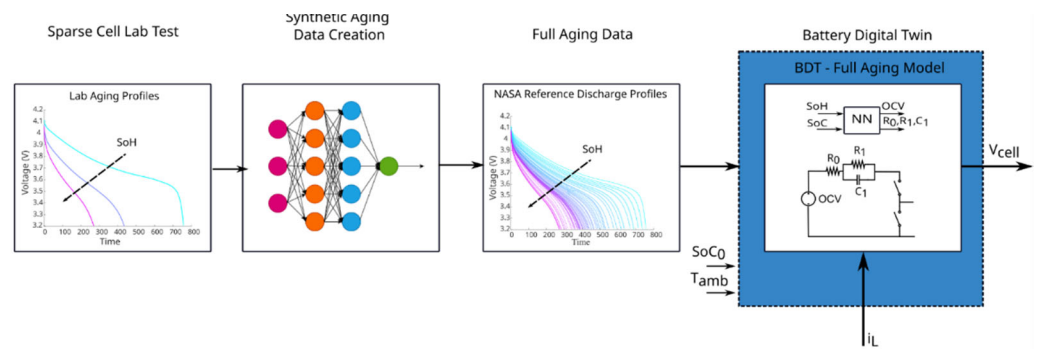 Sparse Cell Lab Test
Synthetic Aging
Data Creation
Full Aging Data
Battery Digital Twin
BDT - Full Aging Model
Lab Aging Profiles
4.2
4.1
4
3.9
3.8
3.7
3.6
3.5
3.4
3.3
3.2
Voltage (V)
SoH
0 100 200 300 400 500 600 700 800
Time
NASA Reference Discharge Profiles
4.2
4.1
4
3.9
3.8
3.7
3.6
3.5
3.4
3.3
3.2
Voltage (V)
SoH
0 100 200 300 400 500 600 700 800
Time
SoH
SoC
NN
OCV
R0,R1,C1
R0
R1
C1
OCV
Vcell
SoC0
Tamb
iL